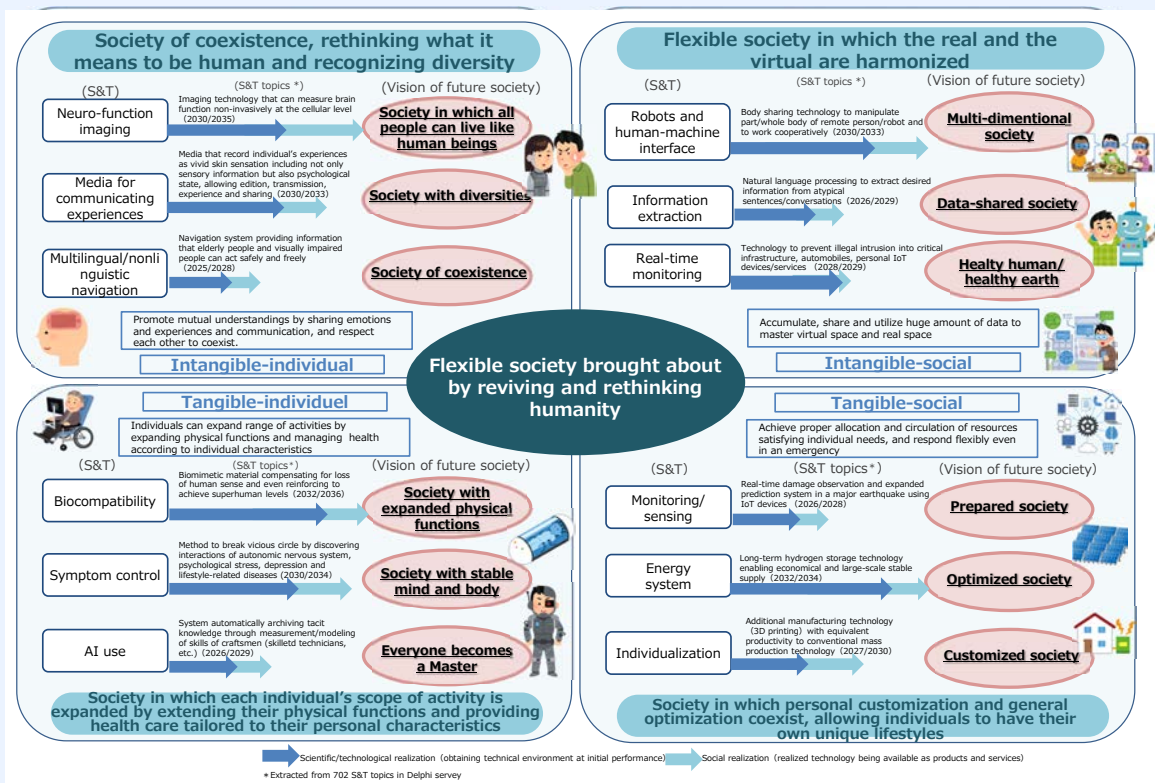 Society of coexistence, rethinking what it
means to be human and recognizing diversity
(S&T)
(S&T topics *)
(Vision of future society)
Neuro-function
imaging
Imaging technology that can measure brain
function non-invasively at the cellular level
(2030/2035)
Society in which all
people can live like
human beings
Media for
communicating
experiences
Media that record individual's experiences
as vivid skin sensation including not only
sensory information but also psychological
state, allowing edition, transmission,
experience and sharing (2030/2033)
Society with diversities
Multilingual/nonli
nguistic
navigation
Navigation system providing information
that elderly people and visually impaired
people can act safely and freely
(2025/2028)
Society of coexistence
Promote mutual understandings by sharing emotions
and experiences and communication, and respect
each other to coexist.
Intangible-individual
Flexible society in which the real and the
virtual are harmonized
(S&T)
(S&T topics *)
(Vision of future society)
Robots and
human-machine
interface
Body sharing technology to manipulate
part/whole body of remote person/robot and
to work cooperatively (2030/2033)
Multi-dimentional
society
Information
extraction
Natural language processing to extract desired
information from atypical
sentences/conversations (2026/2029)
Data-shared society
Real-time
monitoring
Technology to prevent illegal intrusion into critical
infrastructure, automobiles, personal IoT
devices/services (2028/2029)
Healty human/
healthy earth
Accumulate, share and utilize huge amount of data to
master virtual space and real space
Intangible-social
Flexible society brought about
by reviving and rethinking
humanity
Tangible-individuel
Individuals can expand range of activities by
expanding physical functions and managing health
according to individual characteristics
(S&T)
(S&T topics*)
(Vision of future society)
Biocompatibility
Biomimetic material compensating for loss
of human sense and even reinforcing to
achieve superhuman levels (2032/2036)
Society with
expanded physical
functions
Symptom control
Method to break vicious circle by discovering
interactions of autonomic nervous system,
psychological stress, depression and
lifestyle-related diseases (2030/2034)
Society with stable
mind and body
AI use
System automatically archiving tacit
knowledge through measurement/modeling
of skills of craftsmen (skilletd technicians,
etc.) (2026/2029)
Everyone becomes
a Master
Society in which each individual's scope of activity is
expanded by extending their physical functions and providing
health care tailored to their personal characteristics
Tangible-social
Achieve proper allocation and circulation of resources
satisfying individual needs, and respond flexibly even
in an emergency
(S&T)
(S&T topics*)
(Vision of future society)
Monitoring/
sensing
Real-time damage observation and expanded
prediction system in a major earthquake using
IoT devices (2026/2028)
Prepared society
Energy
system
Long-term hydrogen storage technology
enabling economical and large-scale stable
supply (2032/2034)
Optimized society
Individualization
Additional manufacturing technology
(3D printing) with equivalent
productivity to conventional mass
production technology (2027/2030)
Customized society
Society in which personal customization and general
optimization coexist, allowing individuals to have their
own unique lifestyles
Scientific/technological realization (obtaining technical environment at initial performance)
Social realization (realized technology being available as products and services)
* Extracted from 702 S&T topics in Delphi servey